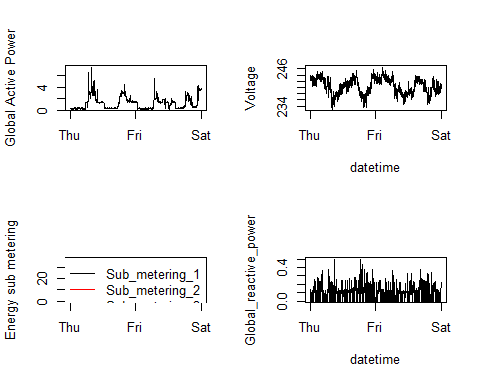 Global Active Power
4
0
Thu Fri Sat
Voltage
246
234
Thu Fri Sat
datetime
Energy sub metering
20
0
Sub_metering_1
Sub_metering_2
Thu Fri Sat
Global_reactive_power
0.4
0.0
Thu Fri Sat
datetime